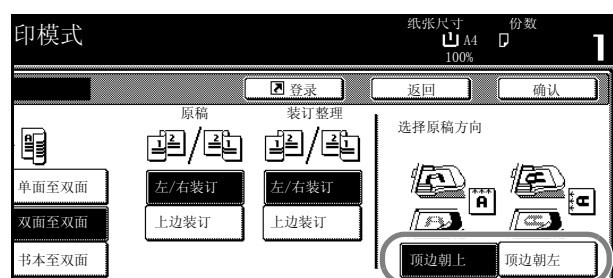 印模式
纸张尺寸 份数
A4
100%
1
登录 返回 确认
原稿 装订整理 选择原稿方向
单面至双面 左/右装订 左/右装订
双面至双面 上边装订 上边装订
书本至双面 顶边朝上 顶边朝左